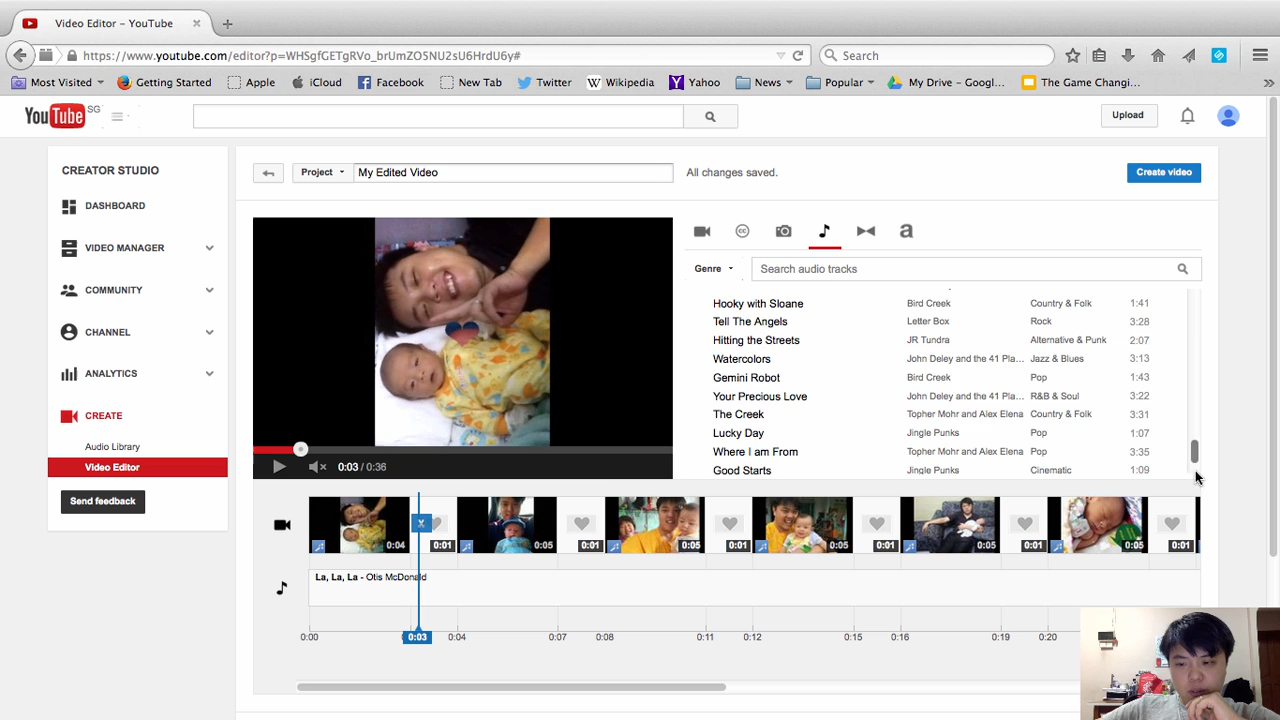 Video Editor – YouTube
https://www.youtube.com/editor?p=WHSgfGETgRVo_brUmZO5NU2sU6HrdU6y#
Search
Most Visited
Getting Started
Apple
iCloud
Facebook
New Tab
Twitter
Wikipedia
Yahoo
News
Popular
My Drive – Googl...
The Game Changi...
YouTube SG
Upload
CREATOR STUDIO
DASHBOARD
VIDEO MANAGER
COMMUNITY
CHANNEL
ANALYTICS
CREATE
Audio Library
Video Editor
Send feedback
Project
My Edited Video
All changes saved.
Create video
0:03 / 0:36
cc
a
Genre
Search audio tracks
Hooky with Sloane Bird Creek Country & Folk 1:41
Tell The Angels Letter Box Rock 3:28
Hitting the Streets JR Tundra Alternative & Punk 2:07
Watercolors John Deley and the 41 Pla... Jazz & Blues 3:13
Gemini Robot Bird Creek Pop 1:43
Your Precious Love John Deley and the 41 Pla... R&B & Soul 3:22
The Creek Topher Mohr and Alex Elena Country & Folk 3:31
Lucky Day Jingle Punks Pop 1:07
Where I am From Topher Mohr and Alex Elena Pop 3:35
Good Starts Jingle Punks Cinematic 1:09
0:04 0:01 0:05 0:01 0:05 0:01 0:05 0:01 0:05 0:01 0:05 0:01
La, La, La - Otis McDonald
0:00 0:03 0:04 0:07 0:08 0:11 0:12 0:15 0:16 0:19 0:20